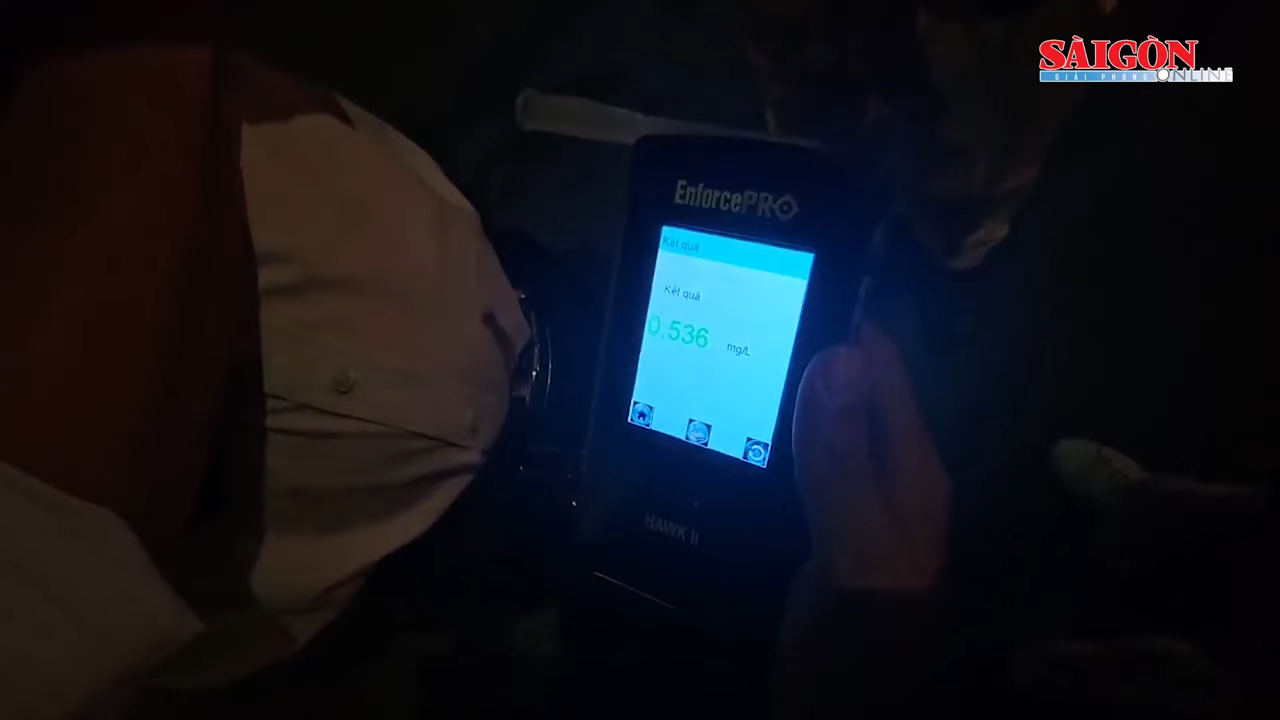 SÀIGÒN
GIẢI PHÓNG ONLINE
EnforcePRO
Kết quả
Kết quả
0.536 mg/L
HAWK II